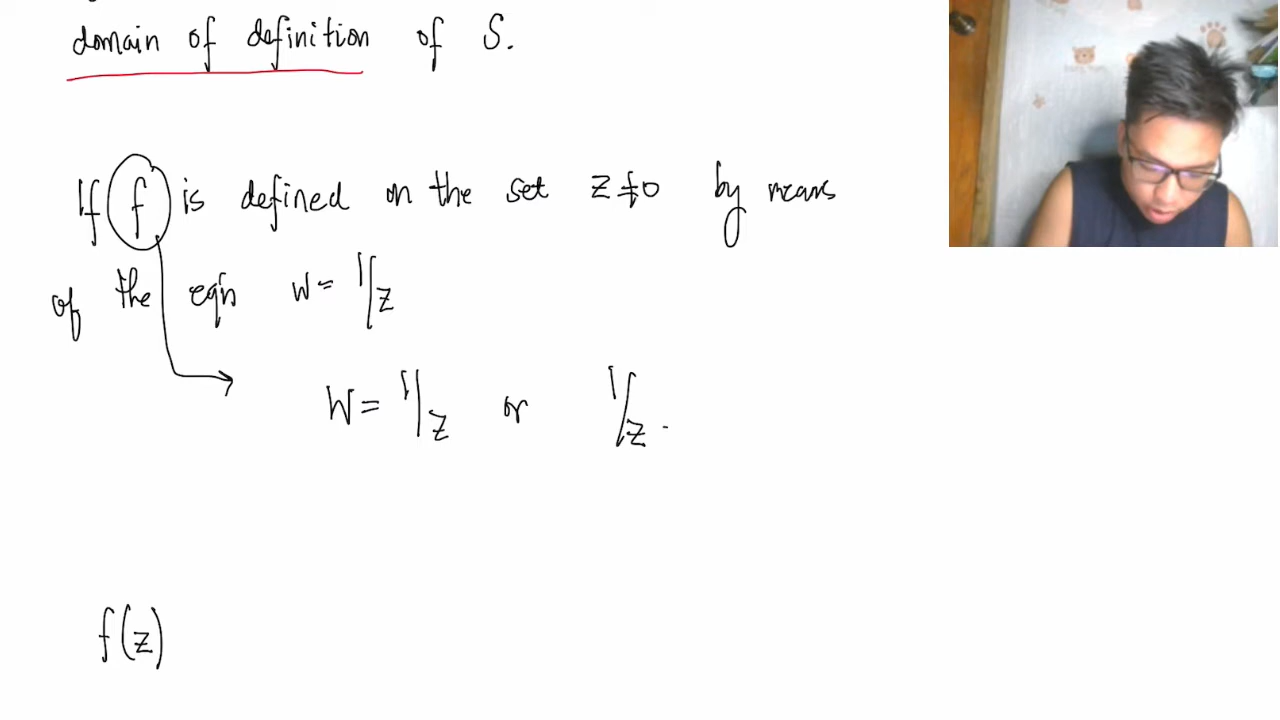 domain of definition of S.
If f is defined on the set z≠0 by means
of the eq'n w = 1/z
W = 1/z or 1/z.
f(z)